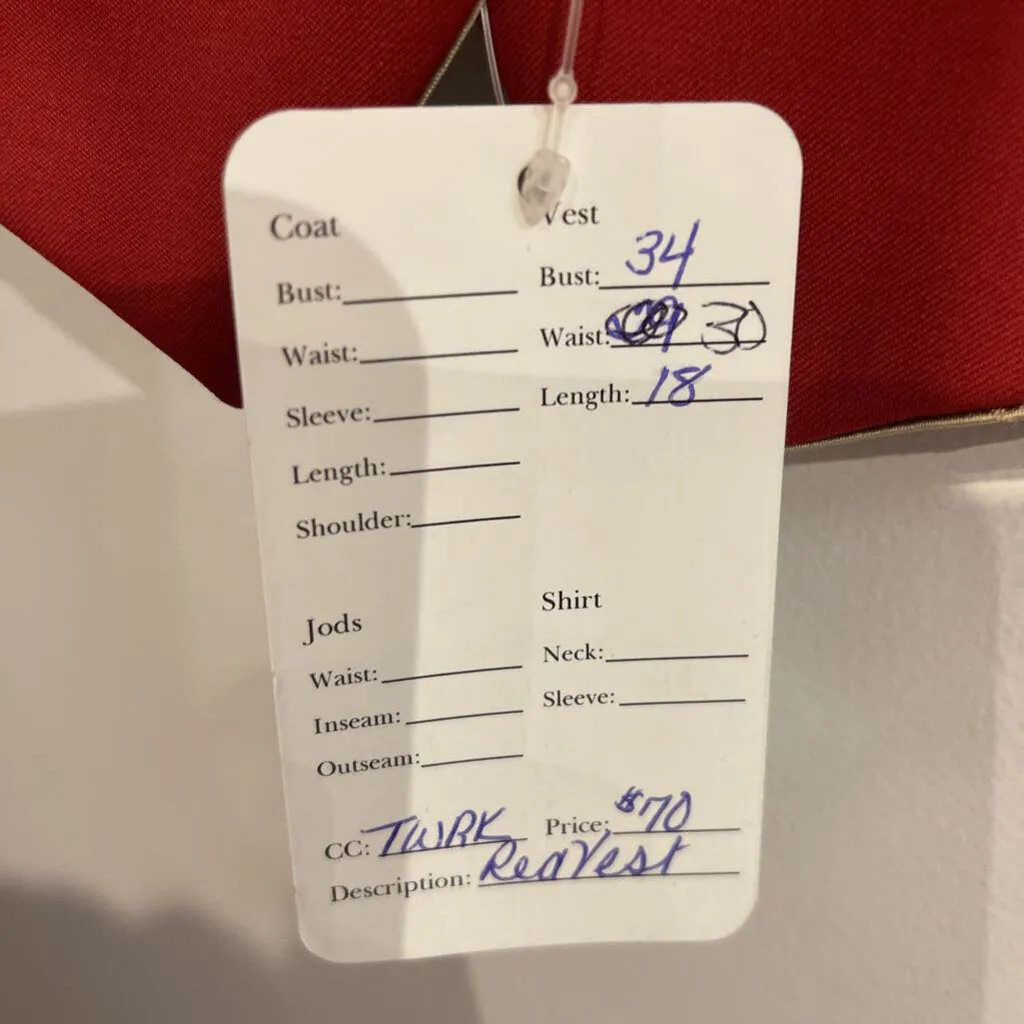 Coat
Bust:
Waist:
Sleeve:
Length:
Shoulder:
Vest
Bust: 34
Waist: 30
Length: 18
Jods
Waist:
Inseam:
Outseam:
Shirt
Neck:
Sleeve:
CC: TWRK
Price: $70
Description: Red Vest